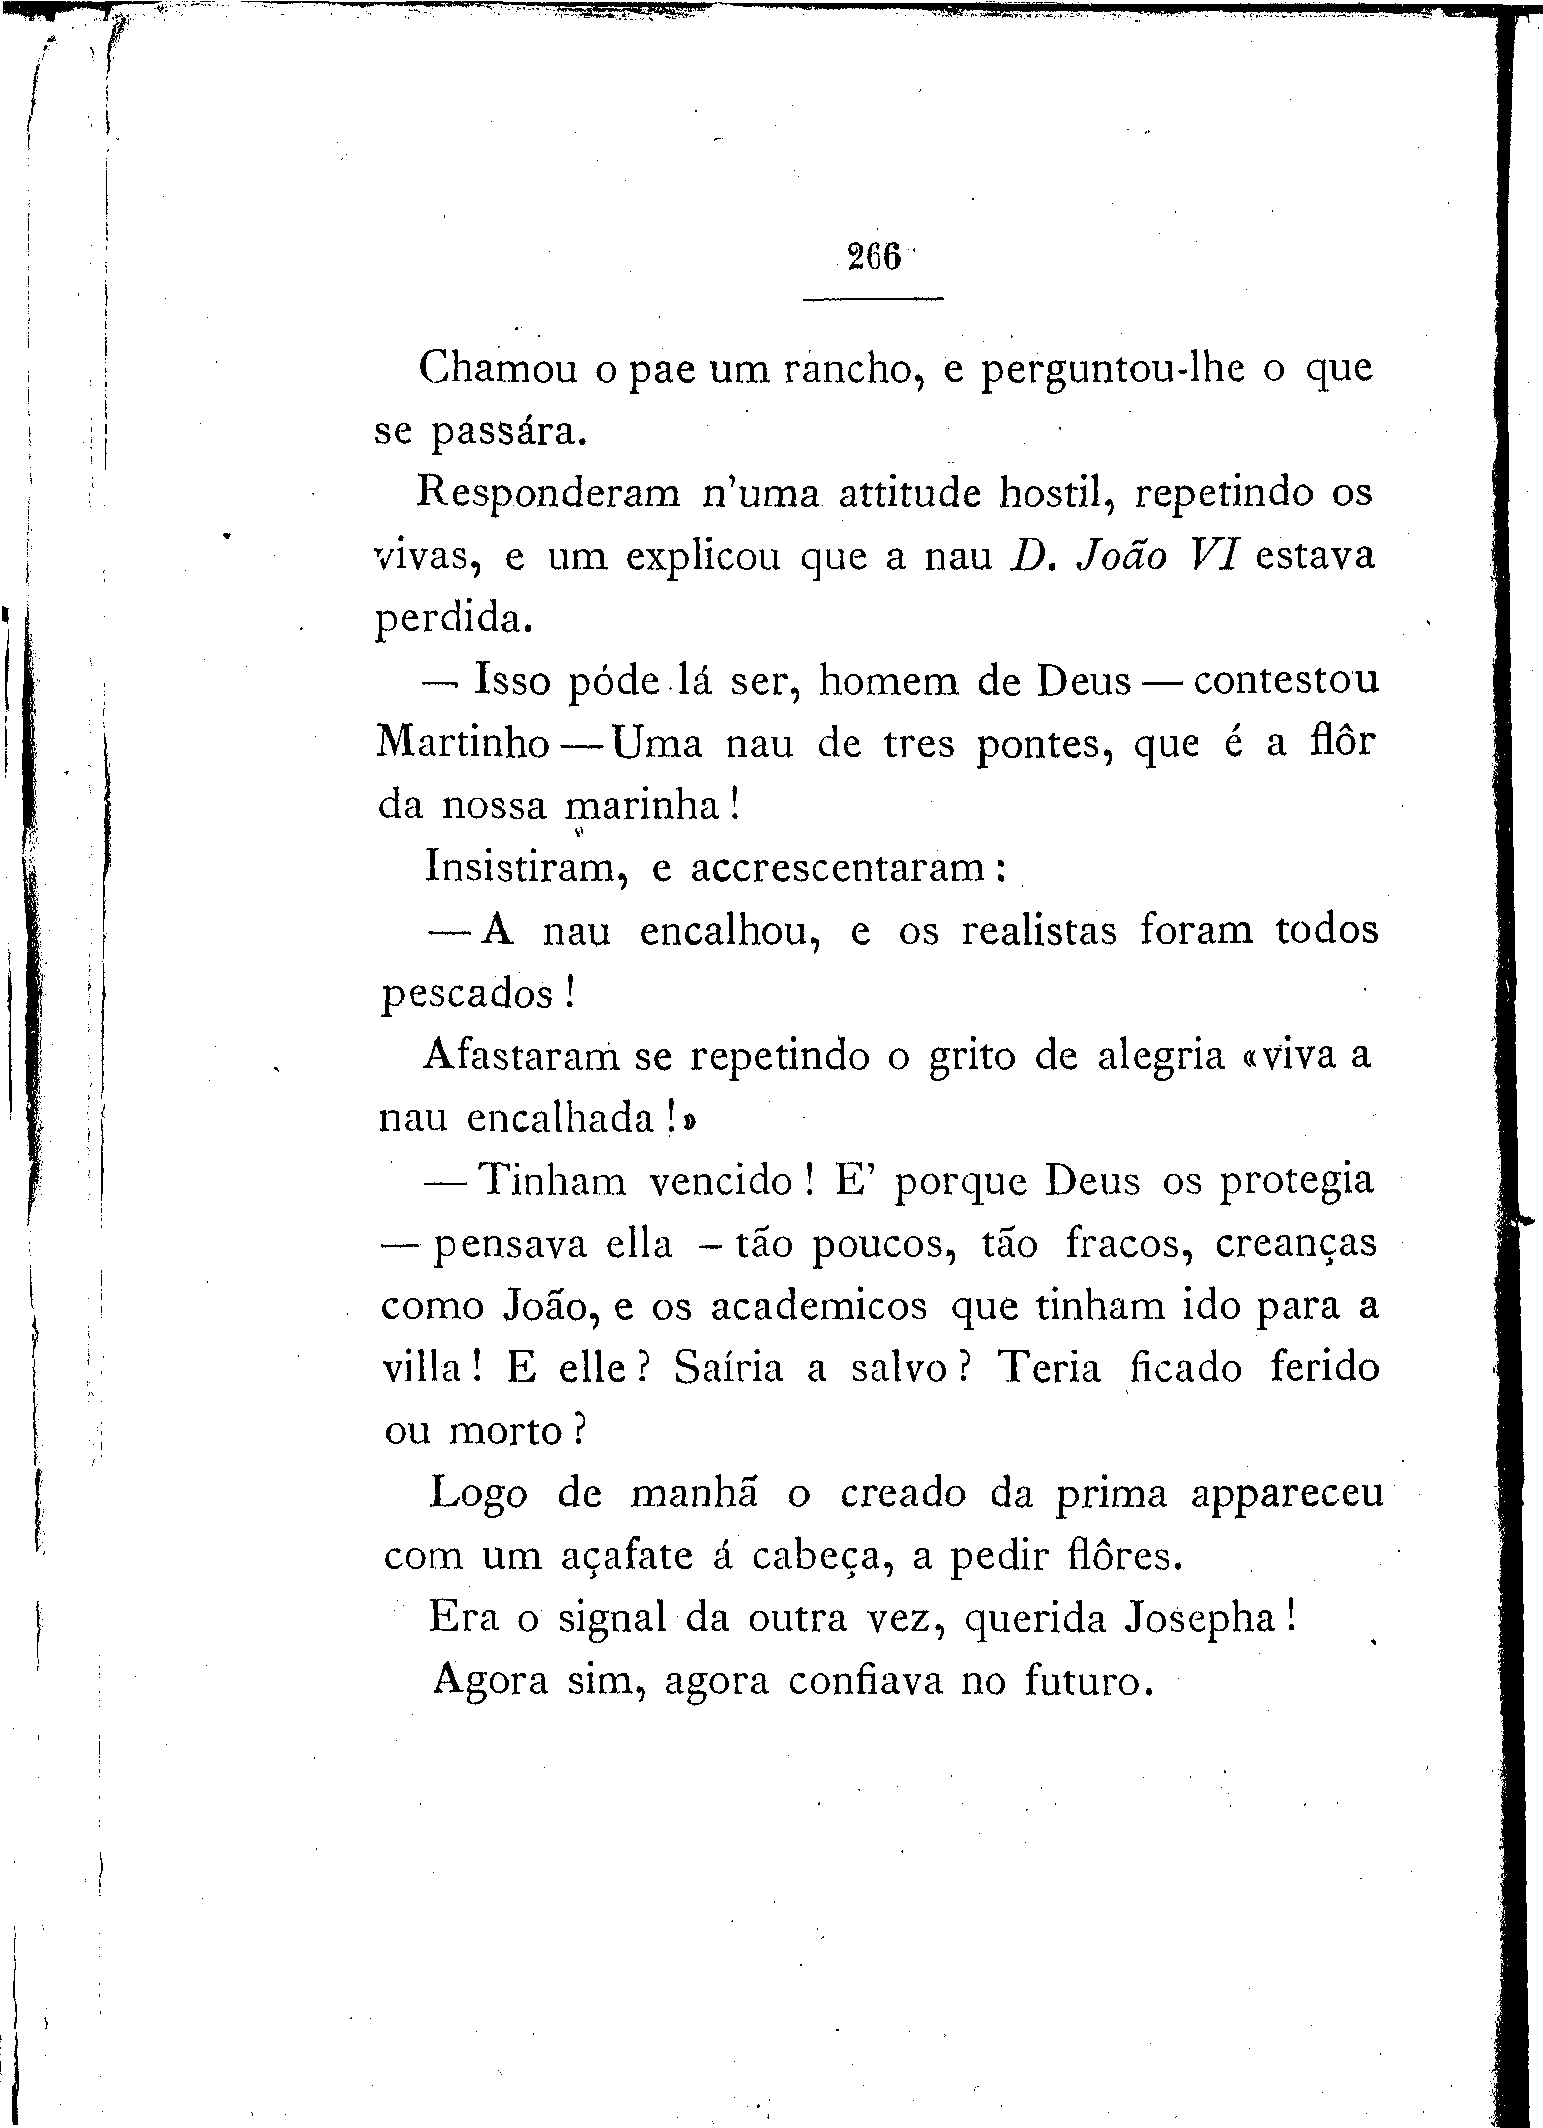 266
Chamou o pae um rancho, e perguntou-lhe o que
se passára.
Responderam n'uma attitude hostil, repetindo os
vivas, e um explicou que a nau D. João VI estava
perdida.
— Isso póde lá ser, homem de Deus — contestou
Martinho — Uma nau de tres pontes, que é a flôr
da nossa marinha !
Insistiram, e accrescentaram :
— A nau encalhou, e os realistas foram todos
pescados !
Afastaram se repetindo o grito de alegria «viva a
nau encalhada !»
— Tinham vencido ! E' porque Deus os protegia
— pensava ella – tão poucos, tão fracos, creanças
como João, e os academicos que tinham ido para a
villa ! E elle ? Saíria a salvo ? Teria ficado ferido
ou morto ?
Logo de manhã o creado da prima appareceu
com um açafate á cabeça, a pedir flôres.
Era o signal da outra vez, querida Josepha !
Agora sim, agora confiava no futuro.